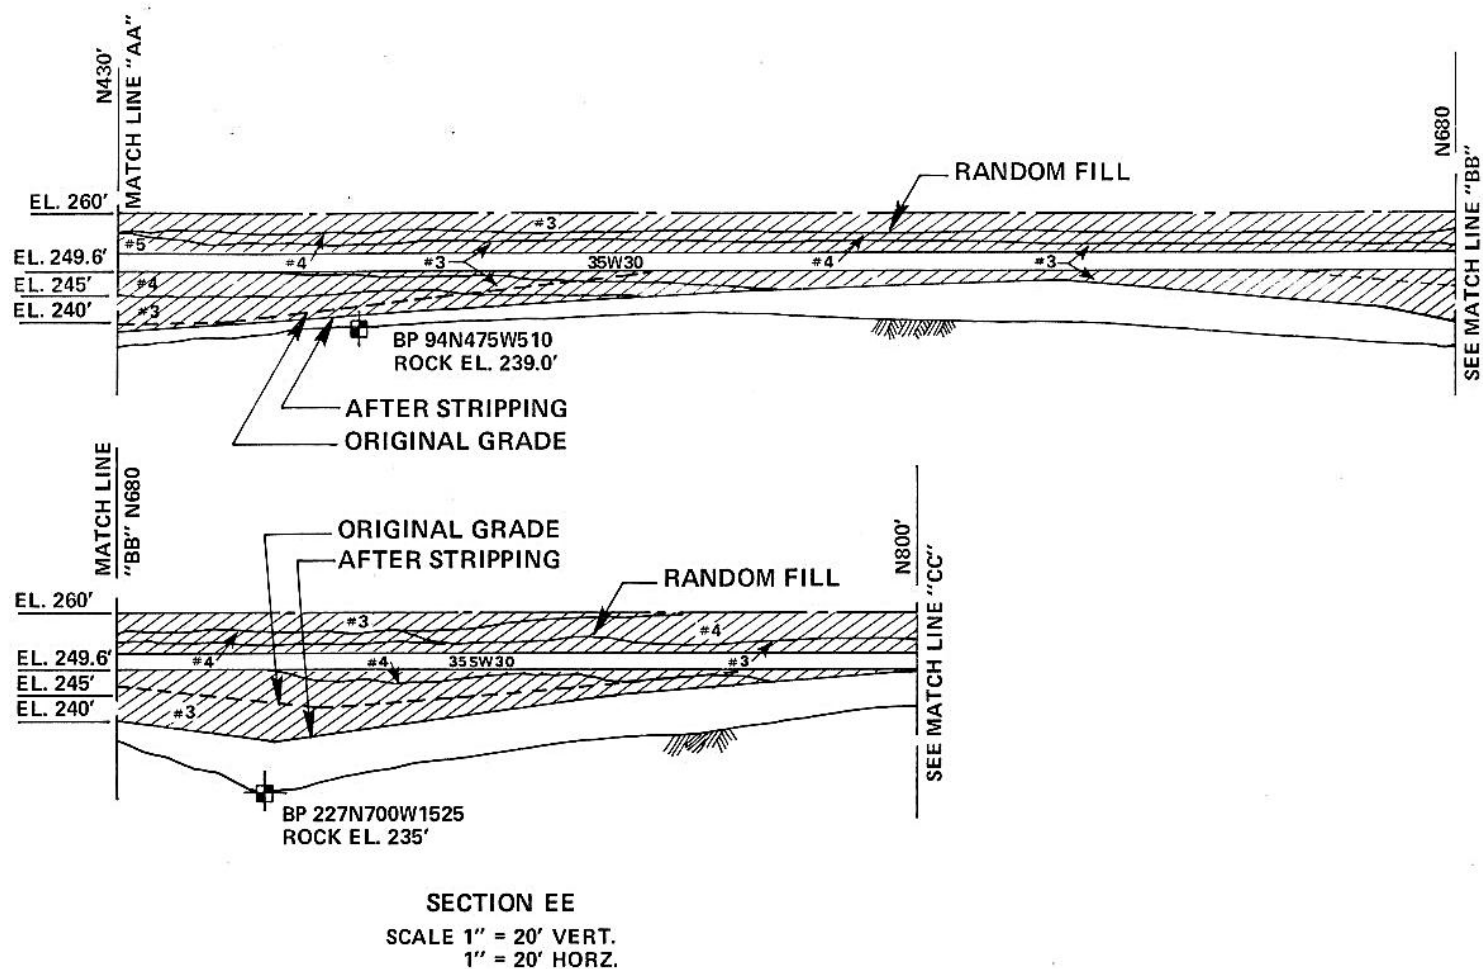 N430'
MATCH LINE "AA"
N680
SEE MATCH LINE "BB"
RANDOM FILL
EL. 260'
#3
#5
EL. 249.6'
#4
#3
35W30
#4
#3
EL. 245'
#4
EL. 240'
#3
BP 94N475W510
ROCK EL. 239.0'
AFTER STRIPPING
ORIGINAL GRADE
MATCH LINE
"BB" N680
N800'
SEE MATCH LINE "CC"
ORIGINAL GRADE
AFTER STRIPPING
RANDOM FILL
EL. 260'
#3
#4
EL. 249.6'
#4
#4
35SW30
#3
EL. 245'
EL. 240'
#3
BP 227N700W1525
ROCK EL. 235'
SECTION EE
SCALE 1" = 20' VERT.
1" = 20' HORZ.